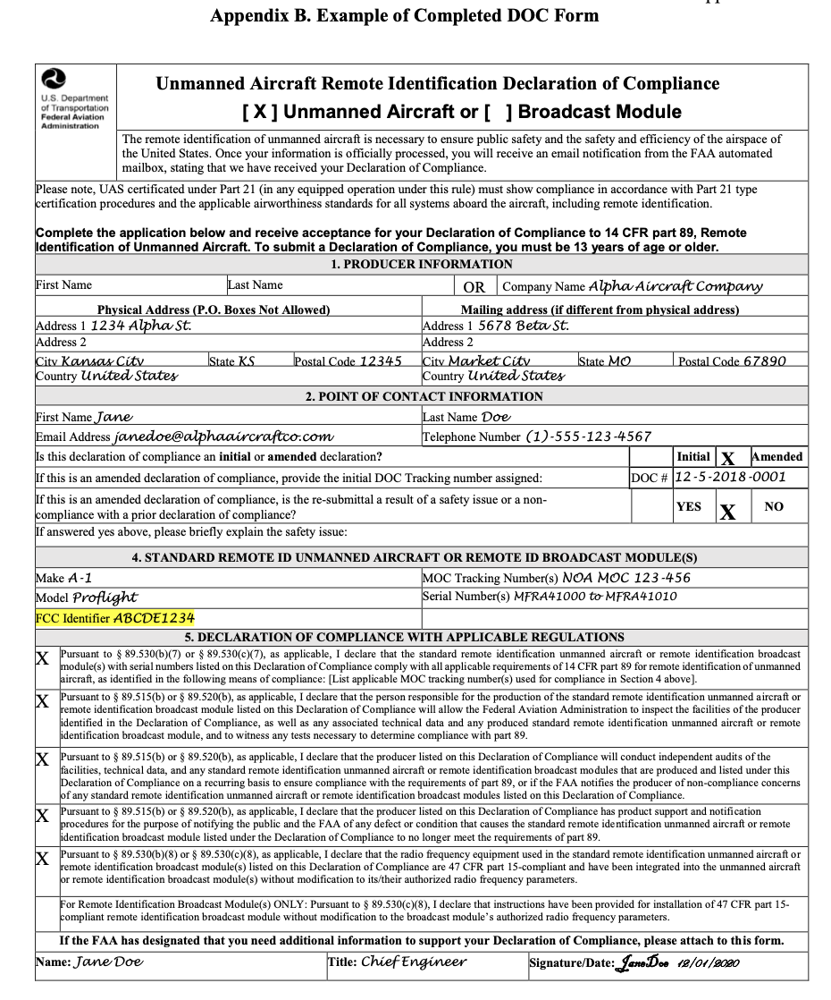 Appendix B. Example of Completed DOC Form
U.S. Department
of Transportation
Federal Aviation
Administration
Unmanned Aircraft Remote Identification Declaration of Compliance
[ X ] Unmanned Aircraft or [   ] Broadcast Module
The remote identification of unmanned aircraft is necessary to ensure public safety and the safety and efficiency of the airspace of
the United States. Once your information is officially processed, you will receive an email notification from the FAA automated
mailbox, stating that we have received your Declaration of Compliance.
Please note, UAS certificated under Part 21 (in any equipped operation under this rule) must show compliance in accordance with Part 21 type
certification procedures and the applicable airworthiness standards for all systems aboard the aircraft, including remote identification.
Complete the application below and receive acceptance for your Declaration of Compliance to 14 CFR part 89, Remote
Identification of Unmanned Aircraft. To submit a Declaration of Compliance, you must be 13 years of age or older.
1. PRODUCER INFORMATION
First Name Last Name OR Company Name Alpha Aircraft Company
Physical Address (P.O. Boxes Not Allowed) Mailing address (if different from physical address)
Address 1 1234 Alpha St. Address 1 5678 Beta St.
Address 2 Address 2
City Kansas City State KS Postal Code 12345 City Market City State MO Postal Code 67890
Country United States Country United States
2. POINT OF CONTACT INFORMATION
First Name Jane Last Name Doe
Email Address janedoe@alphaaircraftco.com Telephone Number (1)-555-123-4567
Is this declaration of compliance an initial or amended declaration? Initial X Amended
If this is an amended declaration of compliance, provide the initial DOC Tracking number assigned: DOC # 12-5-2018-0001
If this is an amended declaration of compliance, is the re-submittal a result of a safety issue or a non-
compliance with a prior declaration of compliance? YES X NO
If answered yes above, please briefly explain the safety issue:
4. STANDARD REMOTE ID UNMANNED AIRCRAFT OR REMOTE ID BROADCAST MODULE(S)
Make A-1 MOC Tracking Number(s) NOA MOC 123-456
Model Proflight Serial Number(s) MFRA41000 to MFRA41010
FCC Identifier ABCDE1234
5. DECLARATION OF COMPLIANCE WITH APPLICABLE REGULATIONS
X Pursuant to § 89.530(b)(7) or § 89.530(c)(7), as applicable, I declare that the standard remote identification unmanned aircraft or remote identification broadcast
module(s) with serial numbers listed on this Declaration of Compliance comply with all applicable requirements of 14 CFR part 89 for remote identification of unmanned
aircraft, as identified in the following means of compliance: [List applicable MOC tracking number(s) used for compliance in Section 4 above].
X Pursuant to § 89.515(b) or § 89.520(b), as applicable, I declare that the person responsible for the production of the standard remote identification unmanned aircraft or
remote identification broadcast module listed on this Declaration of Compliance will allow the Federal Aviation Administration to inspect the facilities of the producer
identified in the Declaration of Compliance, as well as any associated technical data and any produced standard remote identification unmanned aircraft or remote
identification broadcast module, and to witness any tests necessary to determine compliance with part 89.
X Pursuant to § 89.515(b) or § 89.520(b), as applicable, I declare that the producer listed on this Declaration of Compliance will conduct independent audits of the
facilities, technical data, and any standard remote identification unmanned aircraft or remote identification broadcast modules that are produced and listed under this
Declaration of Compliance on a recurring basis to ensure compliance with the requirements of part 89, or if the FAA notifies the producer of non-compliance concerns
of any standard remote identification unmanned aircraft or remote identification broadcast modules listed on this Declaration of Compliance.
X Pursuant to § 89.515(b) or § 89.520(b), as applicable, I declare that the producer listed on this Declaration of Compliance has product support and notification
procedures for the purpose of notifying the public and the FAA of any defect or condition that causes the standard remote identification unmanned aircraft or remote
identification broadcast module listed under the Declaration of Compliance to no longer meet the requirements of part 89.
X Pursuant to § 89.530(b)(8) or § 89.530(c)(8), as applicable, I declare that the radio frequency equipment used in the standard remote identification unmanned aircraft or
remote identification broadcast module(s) listed on this Declaration of Compliance are 47 CFR part 15-compliant and have been integrated into the unmanned aircraft
or remote identification broadcast module(s) without modification to its/their authorized radio frequency parameters.
For Remote Identification Broadcast Module(s) ONLY: Pursuant to § 89.530(c)(8), I declare that instructions have been provided for installation of 47 CFR part 15-
compliant remote identification broadcast module without modification to the broadcast module's authorized radio frequency parameters.
If the FAA has designated that you need additional information to support your Declaration of Compliance, please attach to this form.
Name: Jane Doe Title: Chief Engineer Signature/Date: Jane Doe 12/01/2020